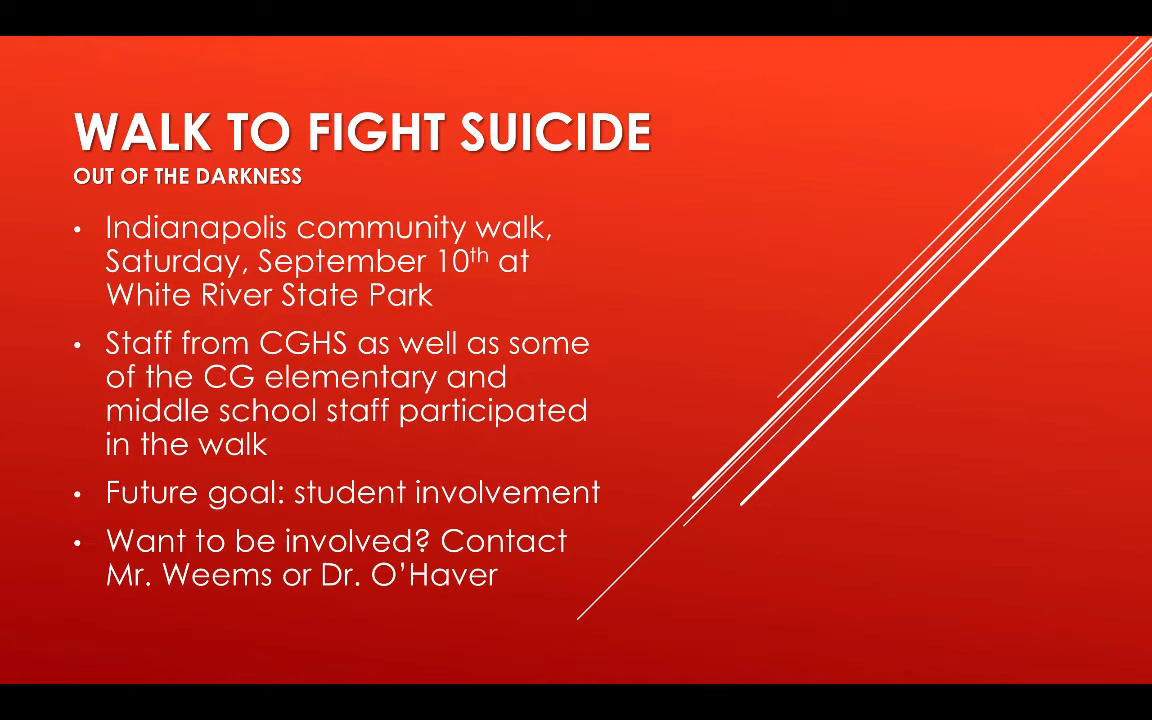 WALK TO FIGHT SUICIDE
OUT OF THE DARKNESS
• Indianapolis community walk,
Saturday, September 10th at
White River State Park
• Staff from CGHS as well as some
of the CG elementary and
middle school staff participated
in the walk
• Future goal: student involvement
• Want to be involved? Contact
Mr. Weems or Dr. O’Haver